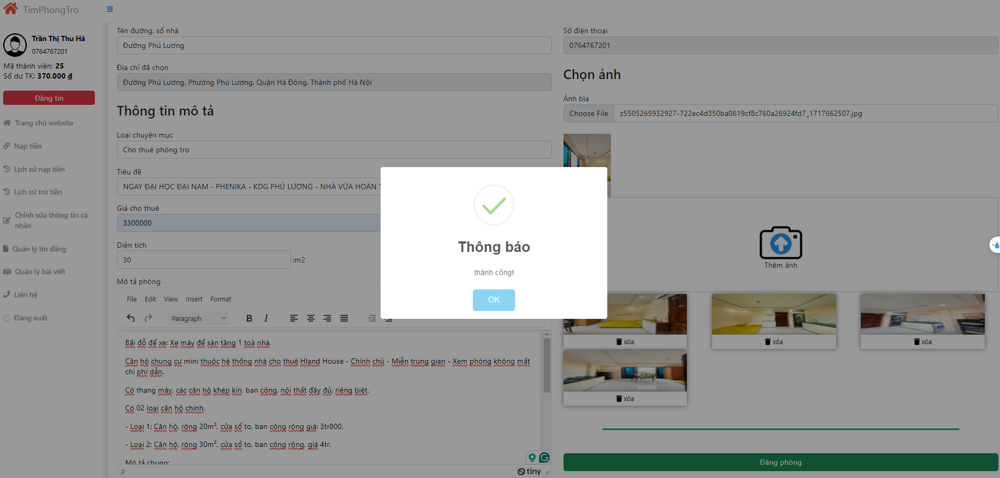 TimPhongTro
Trần Thị Thu Hà
0764767201
Mã thành viên: 25
Số dư TK: 370.000 ₫
Đăng tin
Trang chủ website
Nạp tiền
Lịch sử nạp tiền
Lịch sử trừ tiền
Chỉnh sửa thông tin cá
nhân
Quản lý tin đăng
Quản lý bài viết
Liên hệ
Đăng xuất
Tên đường, số nhà
Đường Phú Lương
Địa chỉ đã chọn
Đường Phú Lương, Phường Phú Lương, Quận Hà Đông, Thành phố Hà Nội
Thông tin mô tả
Loại chuyên mục
Cho thuê phòng trọ
Tiêu đề
NGAY ĐẠI HỌC ĐẠI NAM - PHENIKA - KDG PHÚ LƯƠNG - NHÀ VỪA HOÀN
Giá cho thuê
3300000
Diện tích
30 :m2
Mô tả phòng
File Edit View Insert Format
Paragraph B I
Bãi đỗ để xe: Xe máy để sàn tầng 1 toà nhà.
Căn hộ chung cư mini thuộc hệ thống nhà cho thuê Hland House - Chính chủ - Miễn trung gian - Xem phòng không mất
chi phí dẫn.
Có thang máy, các căn hộ khép kín, ban công, nội thất đầy đủ, riêng biệt.
Có 02 loại căn hộ chính.
- Loại 1: Căn hộ, rộng 20m², cửa sổ to, ban công rộng giá: 3tr800.
- Loại 2: Căn hộ, rộng 30m², cửa sổ to, ban công rộng, giá 4tr.
Mô tả chung:
p
tiny
Số điện thoại
0764767201
Chọn ảnh
Ảnh bìa
Choose File z5505265932927-722ec4d350ba0619cf8c760a26924fd7_1717662507.jpg
Thêm ảnh
xóa
xóa
xóa
xóa
Đăng phòng
Thông báo
thành công!
OK